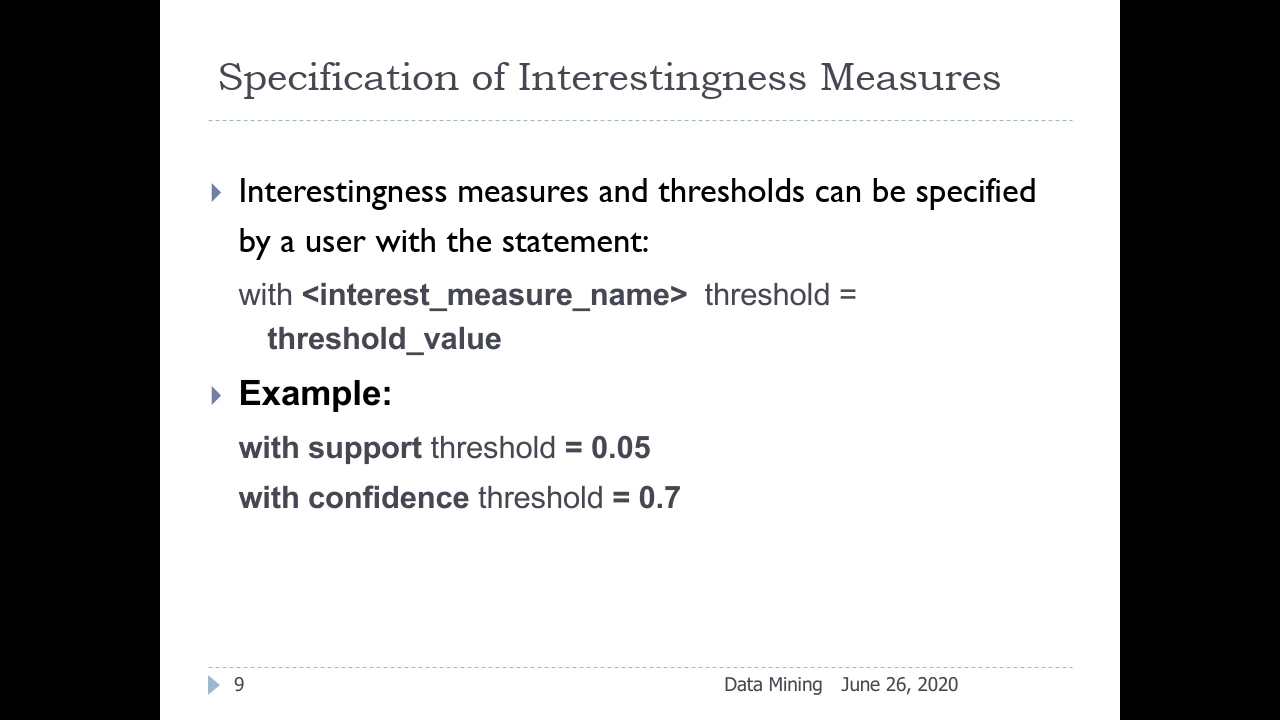 Specification of Interestingness Measures
Interestingness measures and thresholds can be specified
by a user with the statement:
with <interest_measure_name> threshold =
threshold_value
Example:
with support threshold = 0.05
with confidence threshold = 0.7
9 Data Mining June 26, 2020